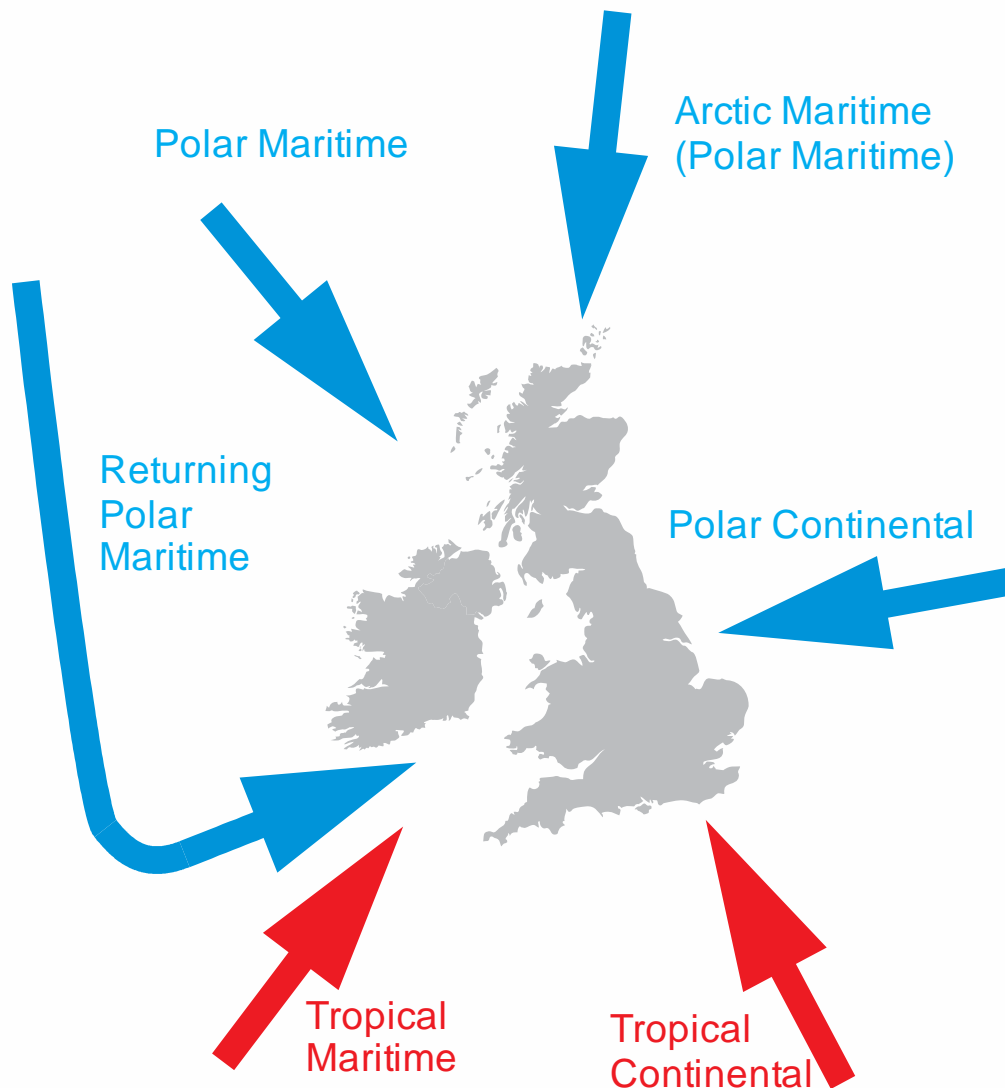 Arctic Maritime
(Polar Maritime)
Polar Maritime
Returning
Polar
Maritime
Polar Continental
Tropical
Maritime
Tropical
Continental